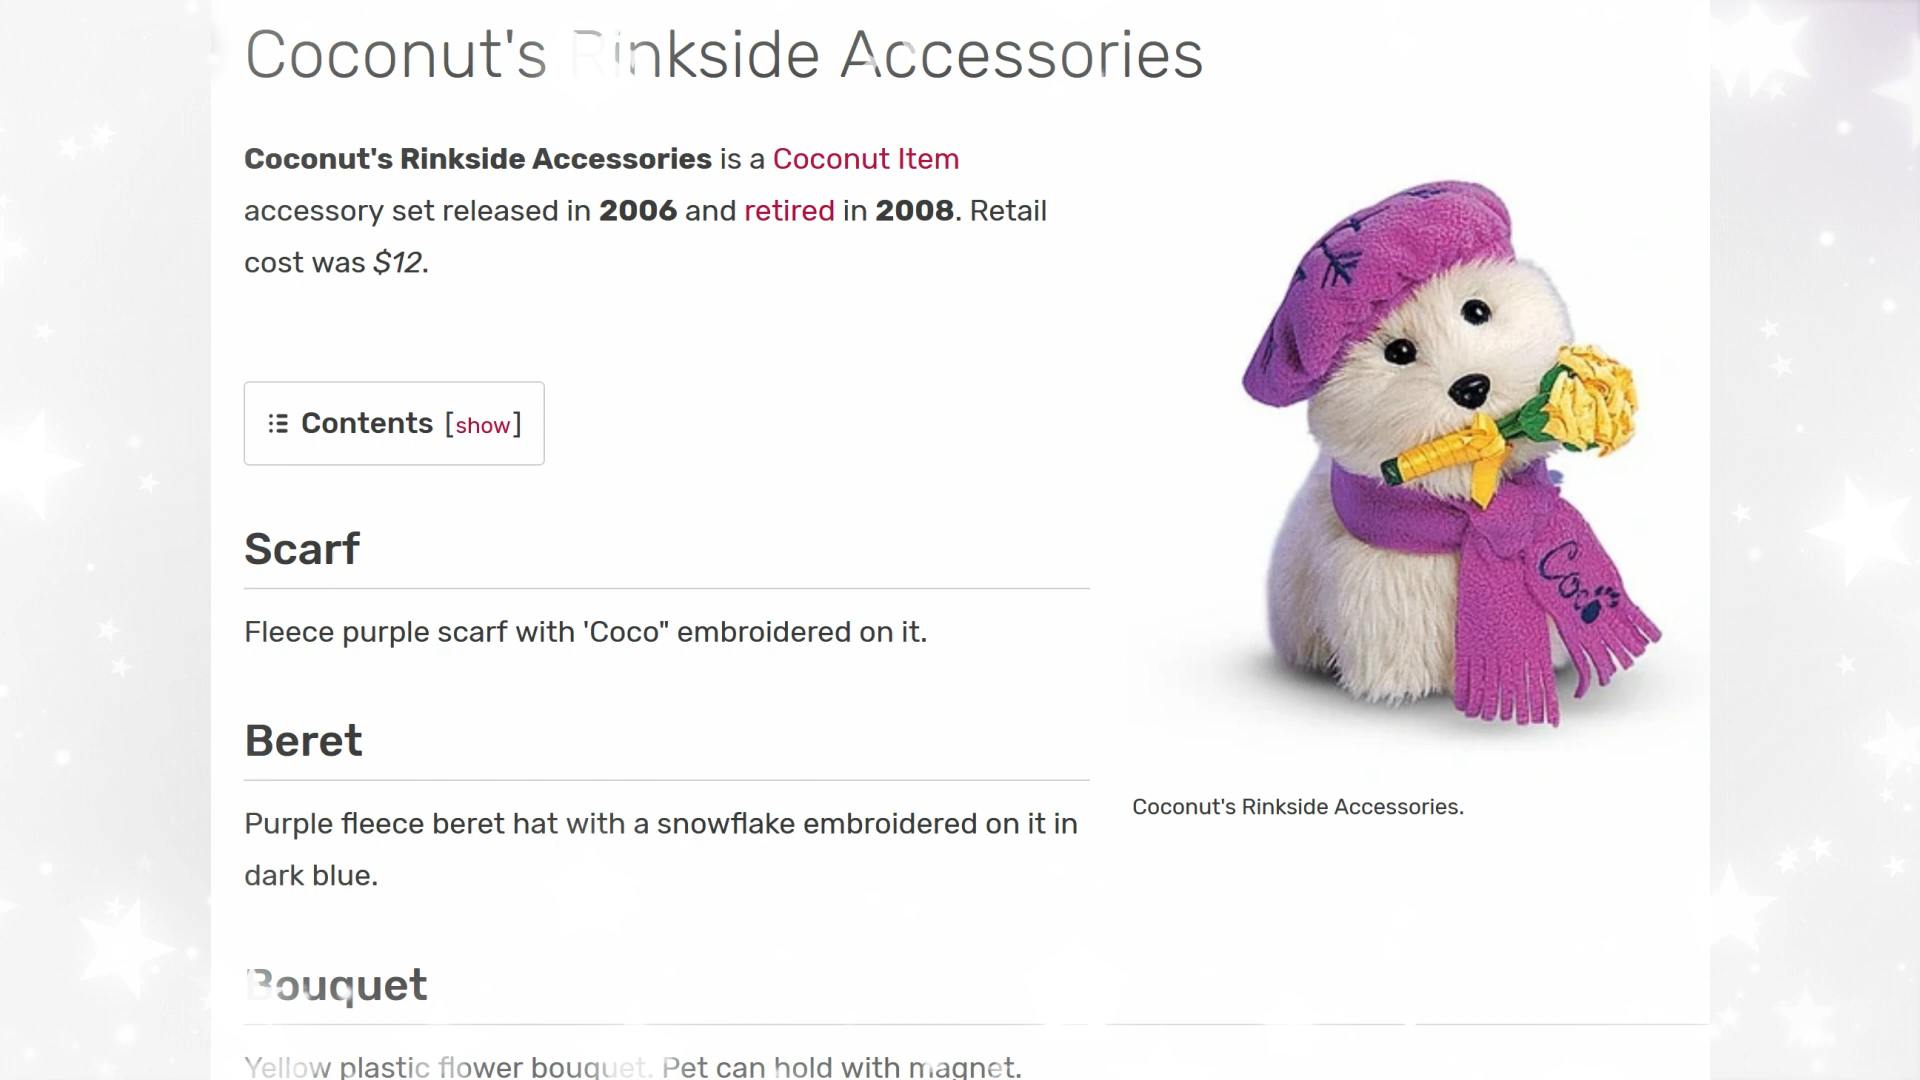 Coconut's Rinkside Accessories
Coconut's Rinkside Accessories is a Coconut Item
accessory set released in 2006 and retired in 2008. Retail
cost was $12.
Contents [show]
Scarf
Fleece purple scarf with 'Coco" embroidered on it.
Beret
Purple fleece beret hat with a snowflake embroidered on it in
dark blue.
Bouquet
Yellow plastic flower bouquet. Pet can hold with magnet.
Coco
Coconut's Rinkside Accessories.